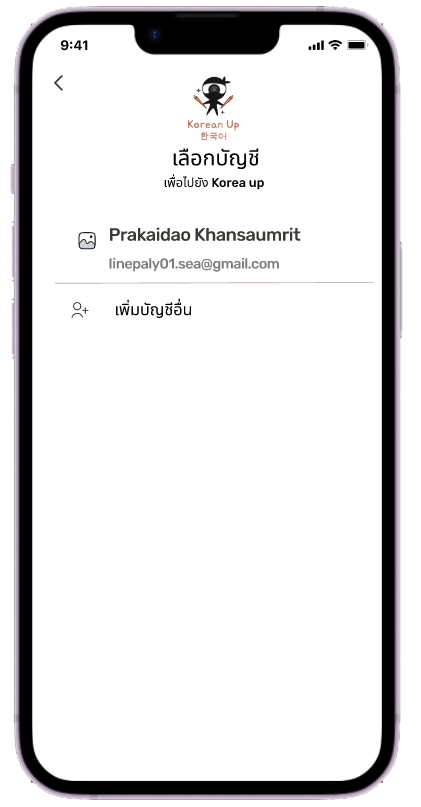 9:41
Korean Up
한국어
เลือกบัญชี
เพื่อไปยัง Korea up
Prakaidao Khansaumrit
linepaly01.sea@gmail.com
เพิ่มบัญชีอื่น